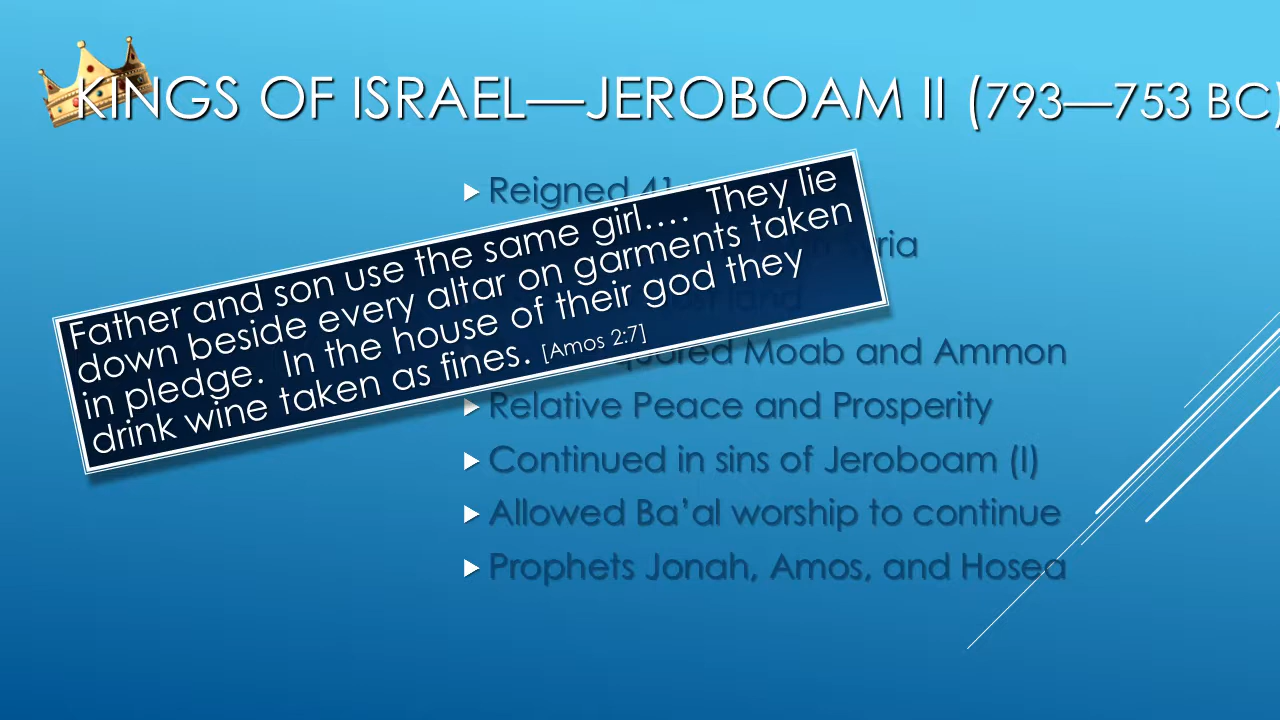 KINGS OF ISRAEL—JEROBOAM II (793—753 BC)
Reigned 41
Father and son use the same girl…. They lie
down beside every altar on garments taken
in pledge. In the house of their god they
drink wine taken as fines. [Amos 2:7]
Moab and Ammon
Relative Peace and Prosperity
Continued in sins of Jeroboam (I)
Allowed Ba’al worship to continue
Prophets Jonah, Amos, and Hosea